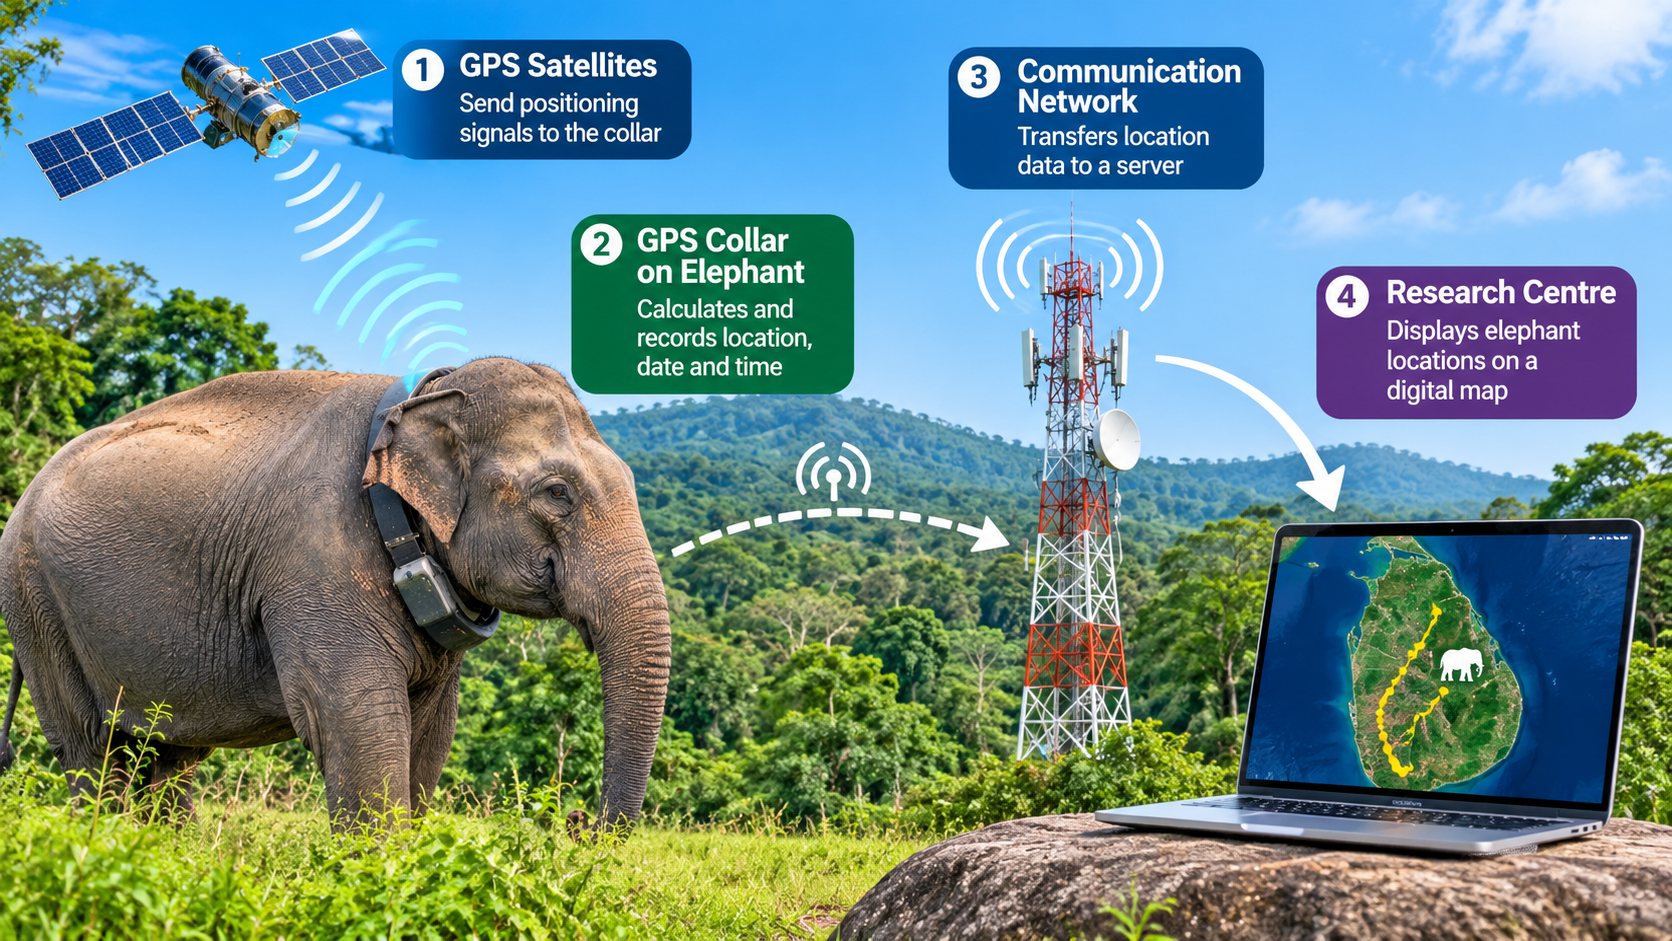 1
GPS Satellites
Send positioning
signals to the collar
2
GPS Collar
on Elephant
Calculates and
records location,
date and time
3
Communication
Network
Transfers location
data to a server
4
Research Centre
Displays elephant
locations on a
digital map